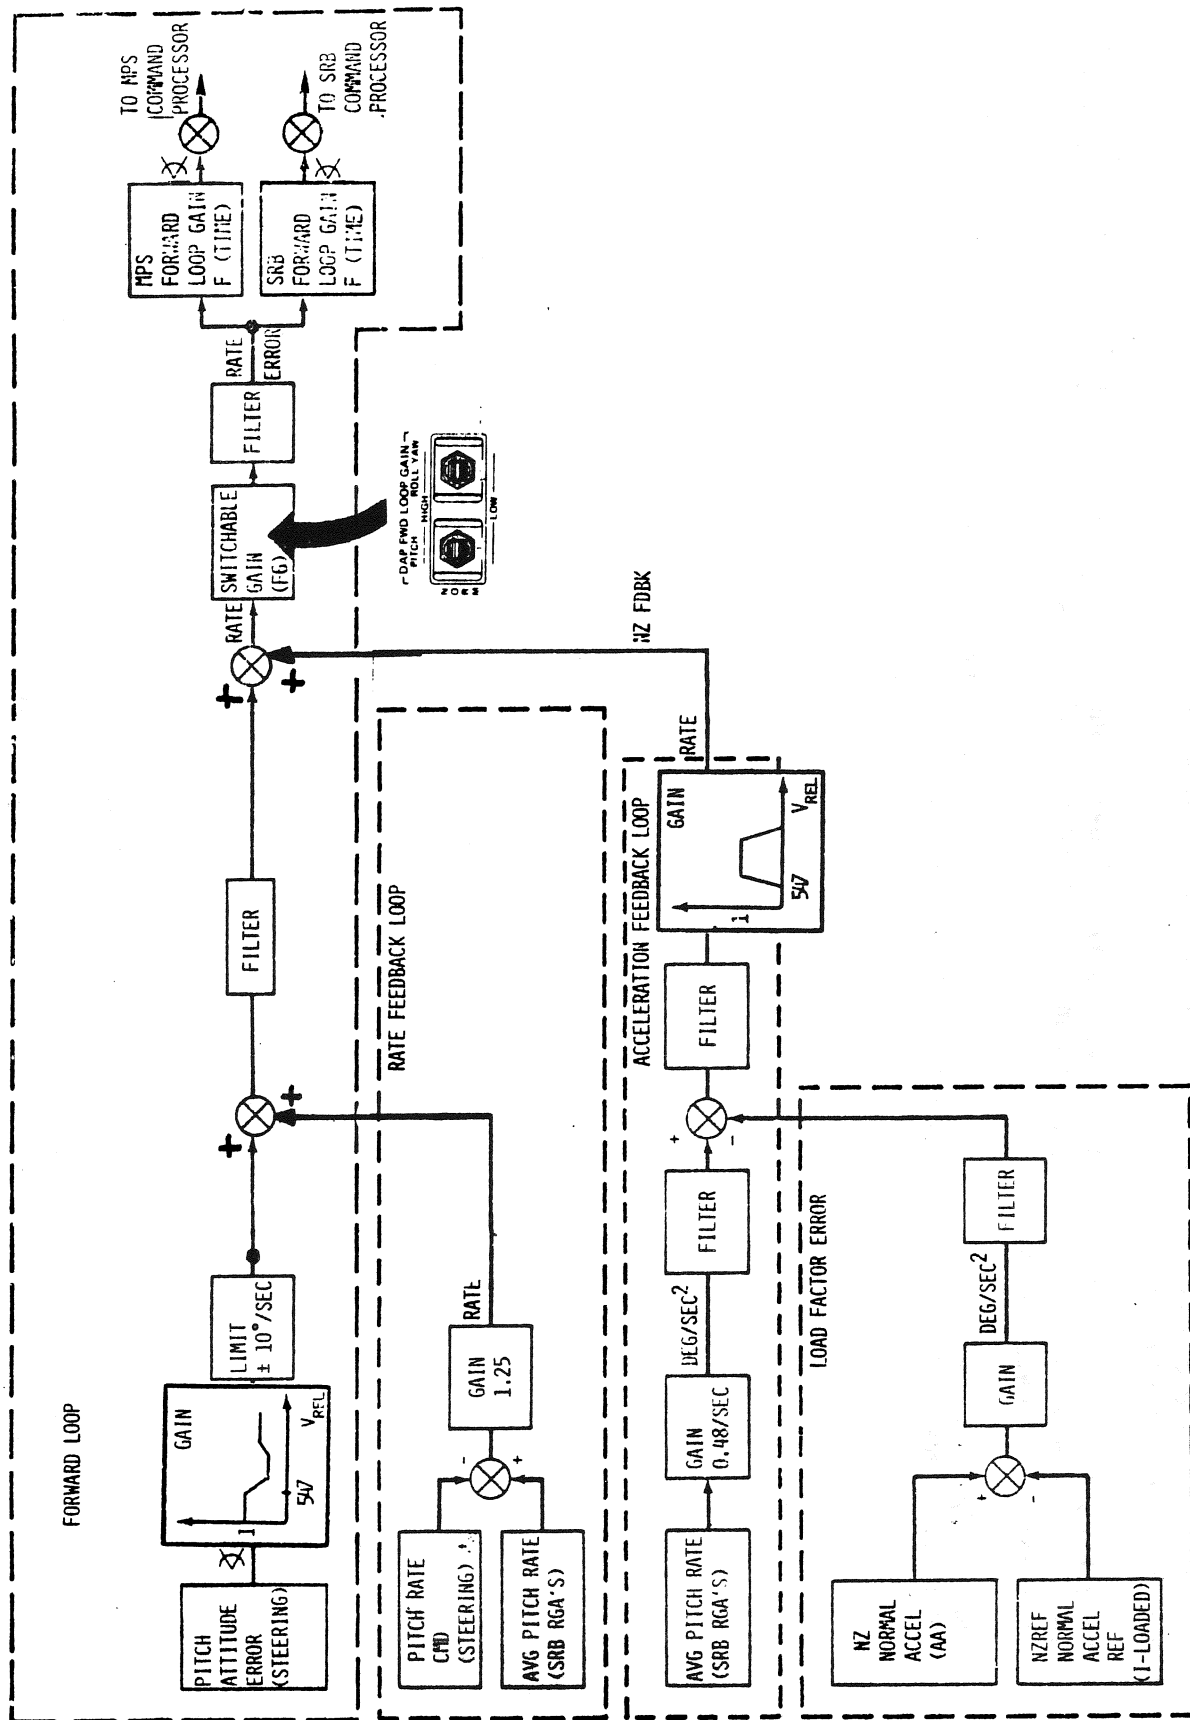 FORWARD LOOP
PITCH
ATTITUDE
ERROR
(STEERING)
GAIN
1
547
VREL
LIMIT
± 10°/SEC
+
+
FILTER
+
+
RATE
SWITCHABLE
GAIN
(FG)
FILTER
RATE
ERROR
MPS
FORWARD
LOOP GAIN
F (TIME)
SRB
FORWARD
LOOP GAIN
F (TIME)
TO MPS
COMMAND
PROCESSOR
TO SRB
COMMAND
PROCESSOR
DAP FWD LOOP GAIN
PITCH
ROLL YAW
HIGH
NORM
LOW
RATE FEEDBACK LOOP
PITCH RATE
CMD
(STEERING)
AVG PITCH RATE
(SRB RGA'S)
-
+
GAIN
1.25
RATE
NZ FDBK
ACCELERATION FEEDBACK LOOP
AVG PITCH RATE
(SRB RGA'S)
GAIN
0.48/SEC
DEG/SEC²
FILTER
+
-
FILTER
GAIN
1
547
VREL
RATE
LOAD FACTOR ERROR
NZ
NORMAL
ACCEL
(AA)
NZREF
NORMAL
ACCEL
REF
(I-LOADED)
+
-
GAIN
DEG/SEC²
FILTER